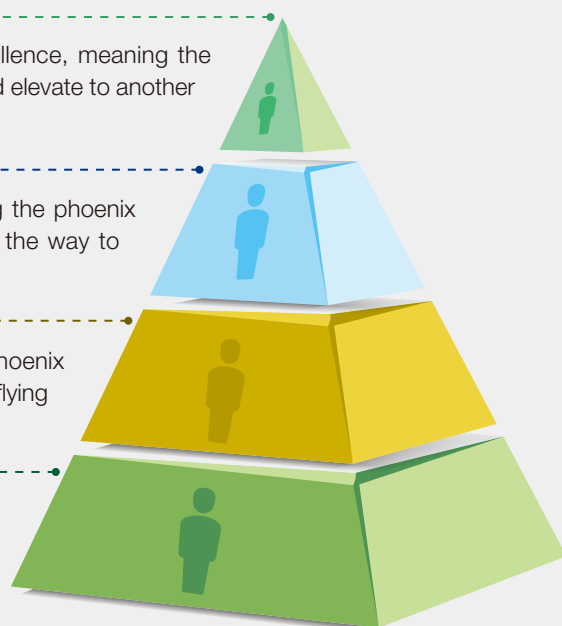 llence, meaning the
d elevate to another
g the phoenix
the way to
hoenix
flying